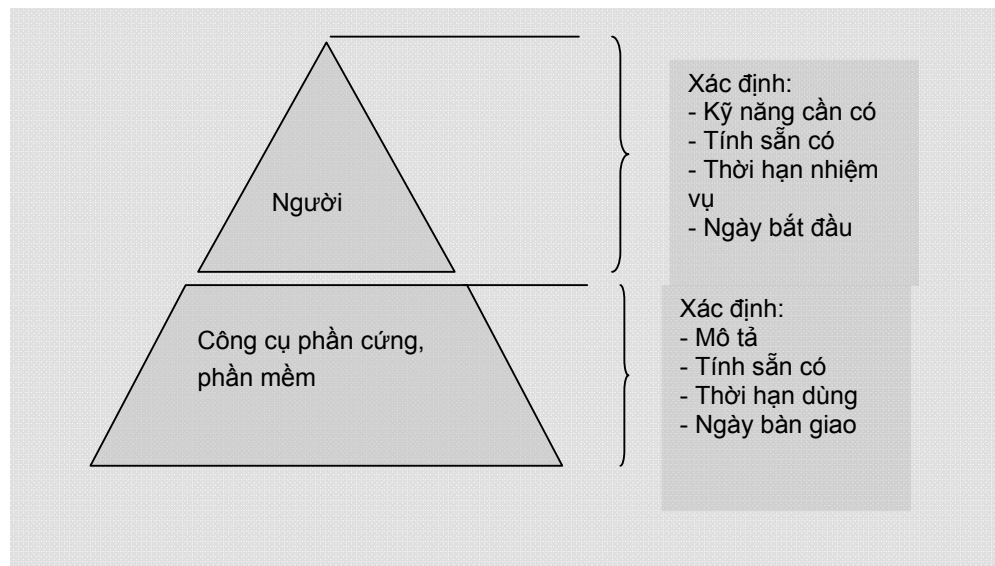 Người
Xác định:
- Kỹ năng cần có
- Tính sẵn có
- Thời hạn nhiệm
vụ
- Ngày bắt đầu
Công cụ phần cứng,
phần mềm
Xác định:
- Mô tả
- Tính sẵn có
- Thời hạn dùng
- Ngày bàn giao